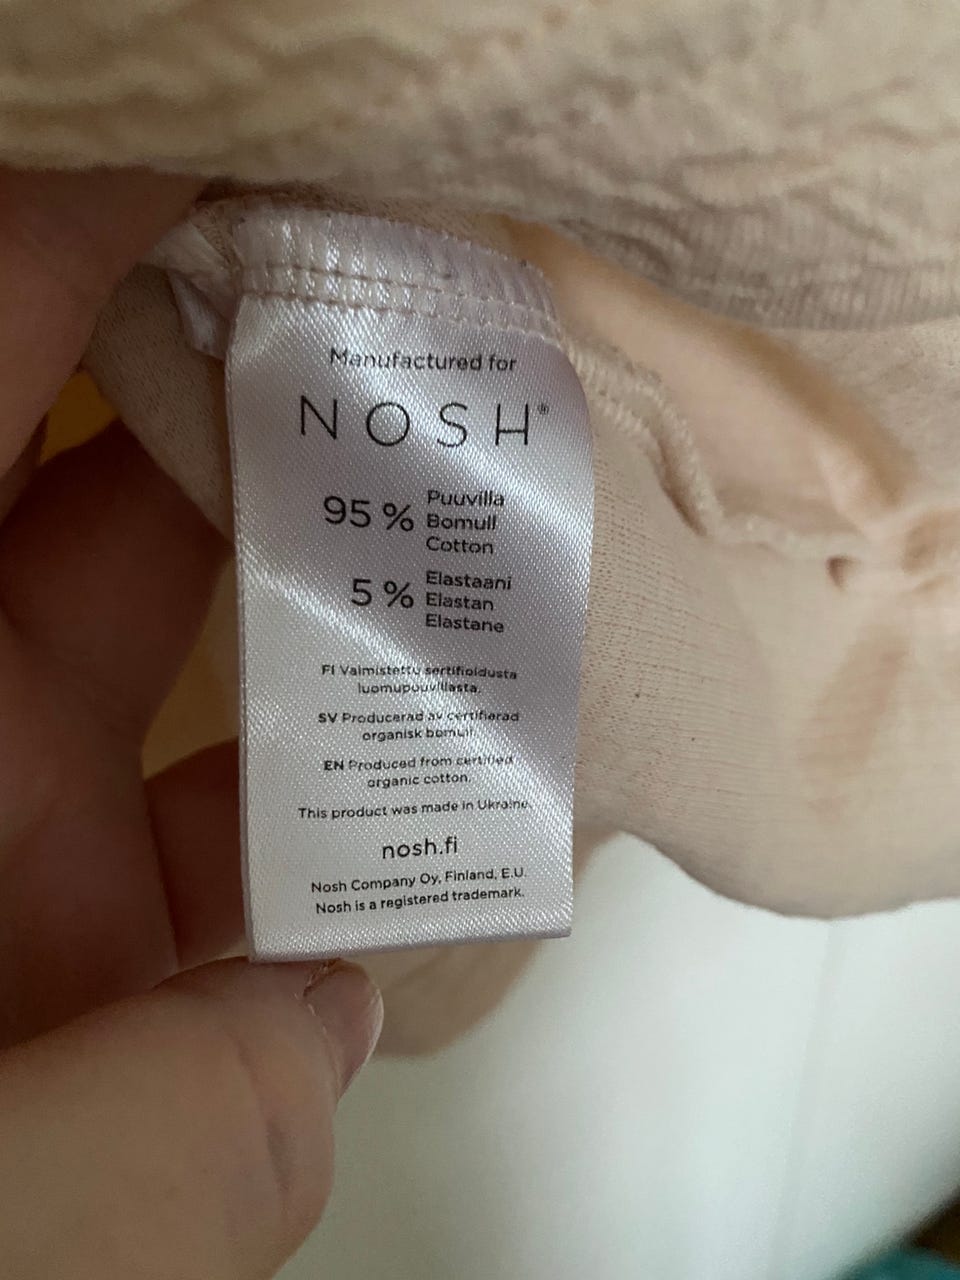 Manufactured for
NOSH®
95 % Puuvilla
Bomull
Cotton
5 % Elastaani
Elastan
Elastane
FI Valmistettu sertifioidusta
luomupuuvillasta.
SV Producerad av certifierad
organisk bomull.
EN Produced from certified
organic cotton.
This product was made in Ukraine.
nosh.fi
Nosh Company Oy, Finland, E.U.
Nosh is a registered trademark.